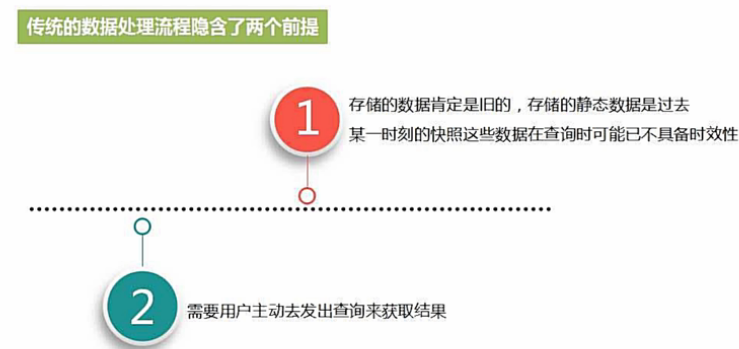 传统的数据处理流程隐含了两个前提
1
存储的数据肯定是旧的，存储的静态数据是过去
某一时刻的快照这些数据在查询时可能已不具备时效性
2
需要用户主动去发出查询来获取结果